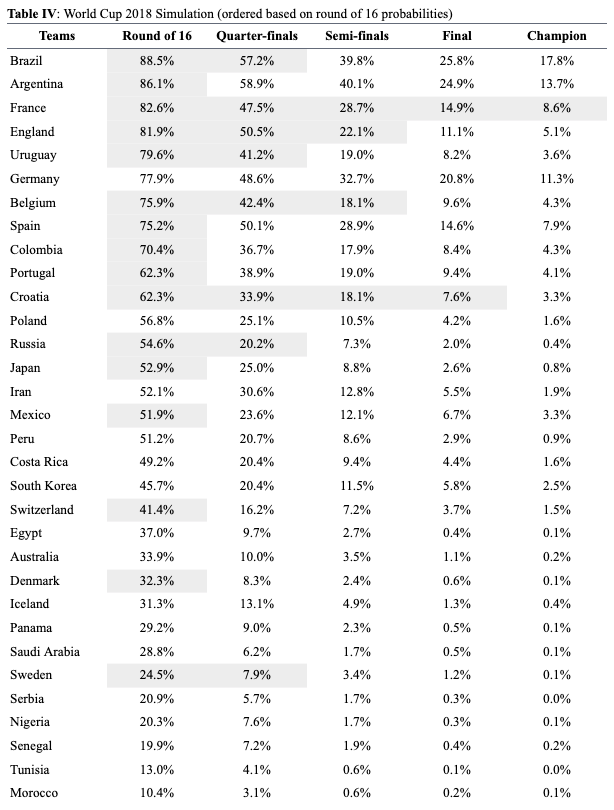 Table IV: World Cup 2018 Simulation (ordered based on round of 16 probabilities)
Teams Round of 16 Quarter-finals Semi-finals Final Champion
Brazil 88.5% 57.2% 39.8% 25.8% 17.8%
Argentina 86.1% 58.9% 40.1% 24.9% 13.7%
France 82.6% 47.5% 28.7% 14.9% 8.6%
England 81.9% 50.5% 22.1% 11.1% 5.1%
Uruguay 79.6% 41.2% 19.0% 8.2% 3.6%
Germany 77.9% 48.6% 32.7% 20.8% 11.3%
Belgium 75.9% 42.4% 18.1% 9.6% 4.3%
Spain 75.2% 50.1% 28.9% 14.6% 7.9%
Colombia 70.4% 36.7% 17.9% 8.4% 4.3%
Portugal 62.3% 38.9% 19.0% 9.4% 4.1%
Croatia 62.3% 33.9% 18.1% 7.6% 3.3%
Poland 56.8% 25.1% 10.5% 4.2% 1.6%
Russia 54.6% 20.2% 7.3% 2.0% 0.4%
Japan 52.9% 25.0% 8.8% 2.6% 0.8%
Iran 52.1% 30.6% 12.8% 5.5% 1.9%
Mexico 51.9% 23.6% 12.1% 6.7% 3.3%
Peru 51.2% 20.7% 8.6% 2.9% 0.9%
Costa Rica 49.2% 20.4% 9.4% 4.4% 1.6%
South Korea 45.7% 20.4% 11.5% 5.8% 2.5%
Switzerland 41.4% 16.2% 7.2% 3.7% 1.5%
Egypt 37.0% 9.7% 2.7% 0.4% 0.1%
Australia 33.9% 10.0% 3.5% 1.1% 0.2%
Denmark 32.3% 8.3% 2.4% 0.6% 0.1%
Iceland 31.3% 13.1% 4.9% 1.3% 0.4%
Panama 29.2% 9.0% 2.3% 0.5% 0.1%
Saudi Arabia 28.8% 6.2% 1.7% 0.5% 0.1%
Sweden 24.5% 7.9% 3.4% 1.2% 0.1%
Serbia 20.9% 5.7% 1.7% 0.3% 0.0%
Nigeria 20.3% 7.6% 1.7% 0.3% 0.1%
Senegal 19.9% 7.2% 1.9% 0.4% 0.2%
Tunisia 13.0% 4.1% 0.6% 0.1% 0.0%
Morocco 10.4% 3.1% 0.6% 0.2% 0.1%